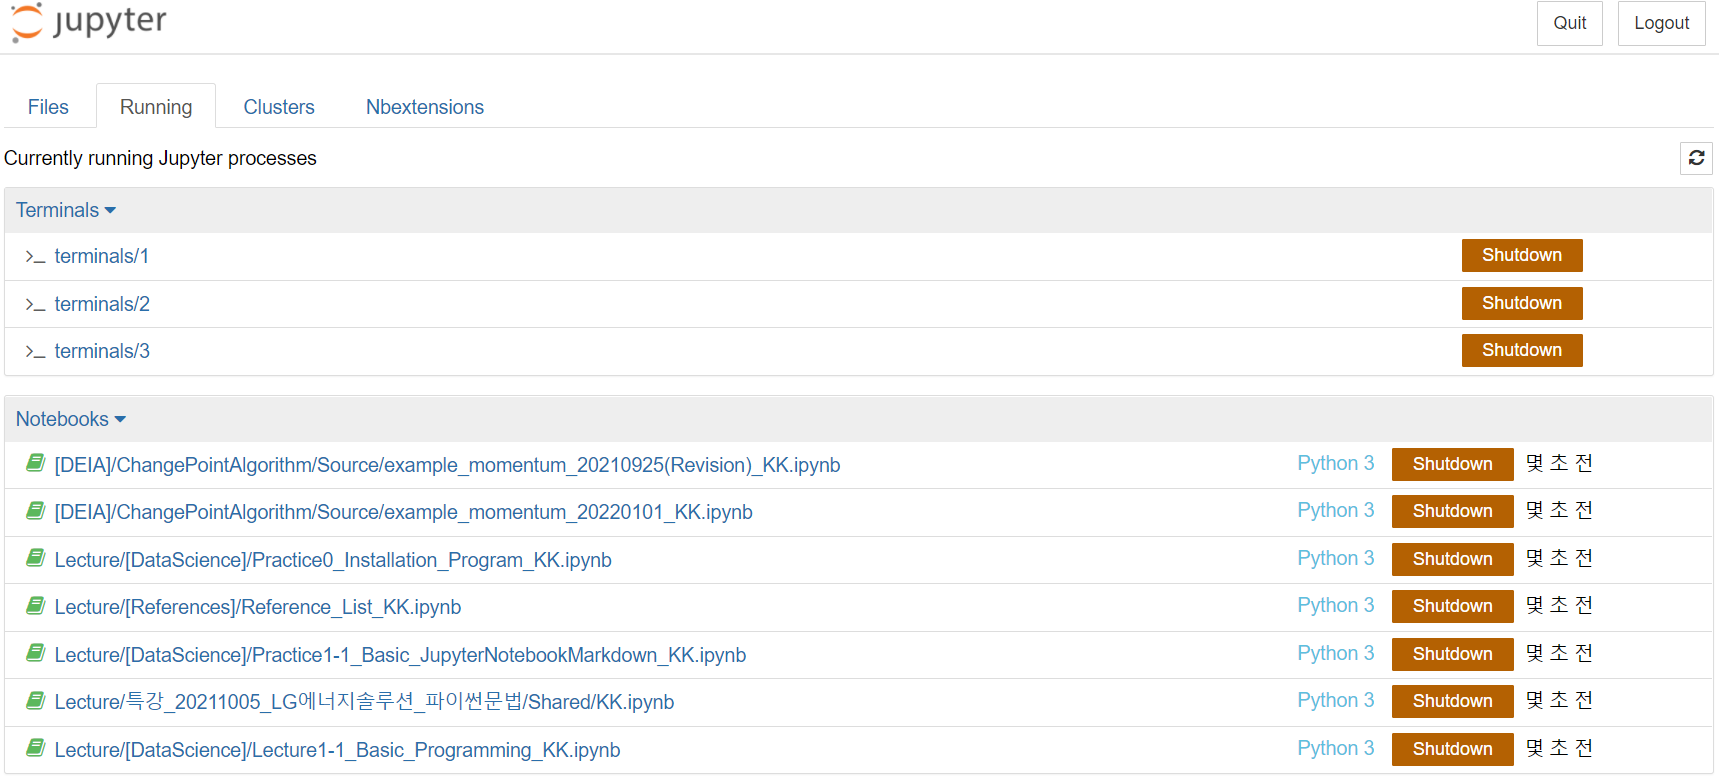 jupyter
Quit Logout
Files Running Clusters Nbextensions
Currently running Jupyter processes
Terminals
terminals/1 Shutdown
terminals/2 Shutdown
terminals/3 Shutdown
Notebooks
[DEIA]/ChangePointAlgorithm/Source/example_momentum_20210925(Revision)_KK.ipynb Python 3 Shutdown 몇 초 전
[DEIA]/ChangePointAlgorithm/Source/example_momentum_20220101_KK.ipynb Python 3 Shutdown 몇 초 전
Lecture/[DataScience]/Practice0_Installation_Program_KK.ipynb Python 3 Shutdown 몇 초 전
Lecture/[References]/Reference_List_KK.ipynb Python 3 Shutdown 몇 초 전
Lecture/[DataScience]/Practice1-1_Basic_JupyterNotebookMarkdown_KK.ipynb Python 3 Shutdown 몇 초 전
Lecture/특강_20211005_LG에너지솔루션_파이썬문법/Shared/KK.ipynb Python 3 Shutdown 몇 초 전
Lecture/[DataScience]/Lecture1-1_Basic_Programming_KK.ipynb Python 3 Shutdown 몇 초 전